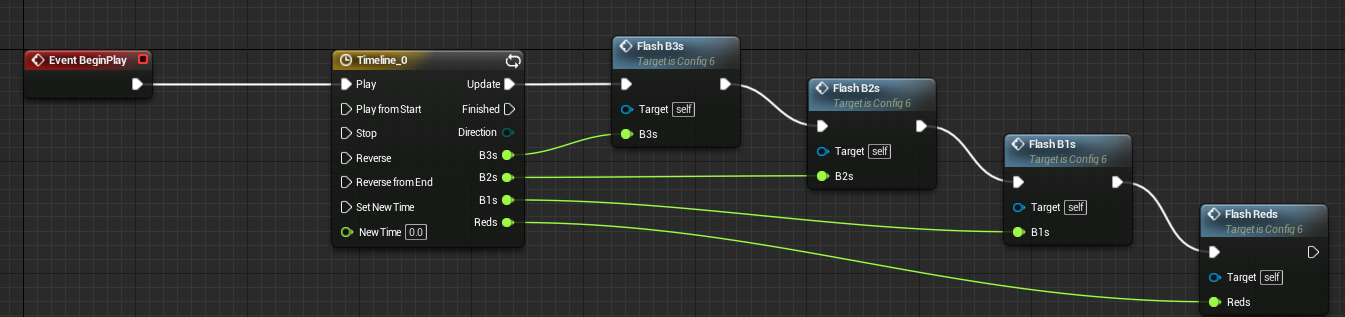 Event BeginPlay
Timeline_0
Play
Update
Play from Start
Finished
Stop
Direction
Reverse
B3s
Reverse from End
B2s
Set New Time
B1s
New Time 0.0
Reds
Flash B3s
Target is Config 6
Target self
B3s
Flash B2s
Target is Config 6
Target self
B2s
Flash B1s
Target is Config 6
Target self
B1s
Flash Reds
Target is Config 6
Target self
Reds